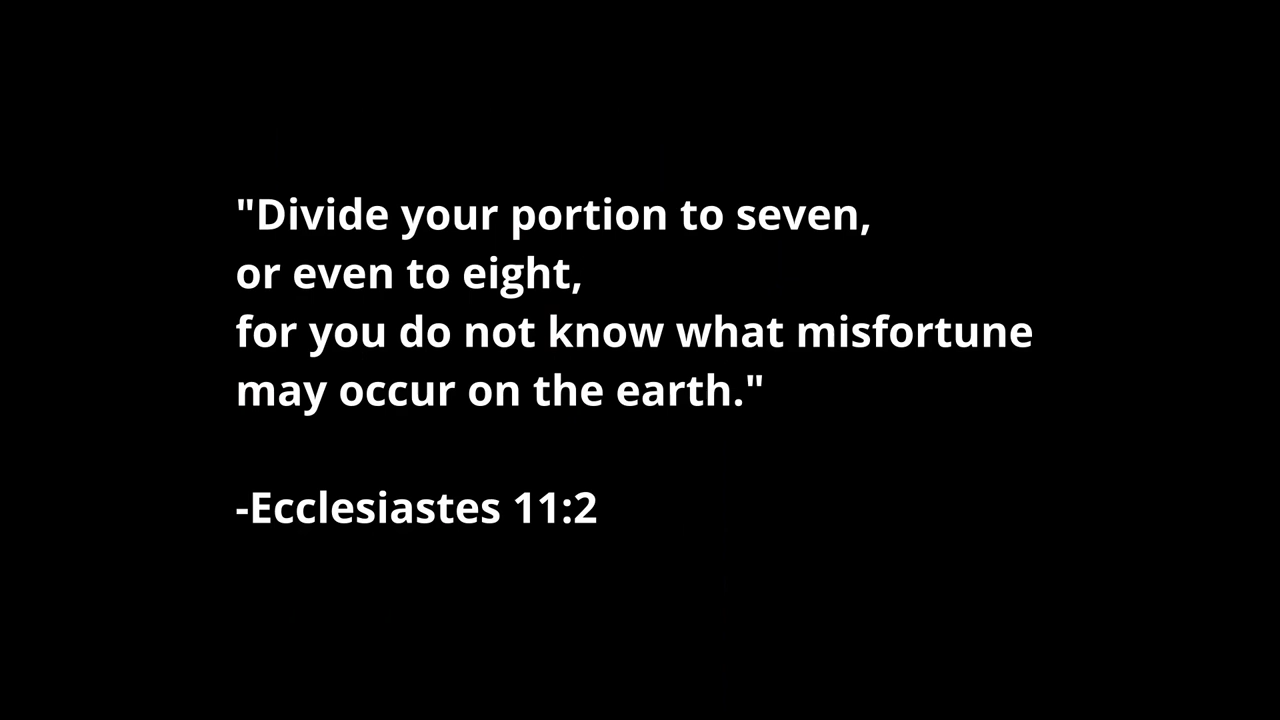 "Divide your portion to seven,
or even to eight,
for you do not know what misfortune
may occur on the earth."
-Ecclesiastes 11:2